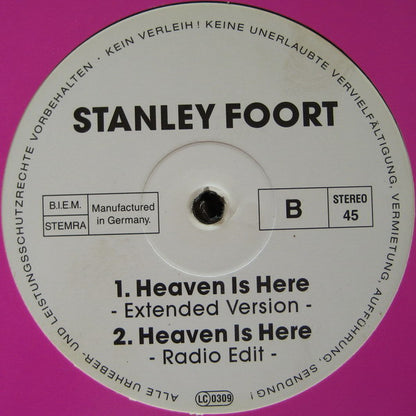 ALLE URHEBER- UND LEISTUNGSSCHUTZRECHTE VORBEHALTEN · KEIN VERLEIH! KEINE UNERLAUBTE VERVIELFÄLTIGUNG, VERMIETUNG, AUFFÜHRUNG, SENDUNG!
STANLEY FOORT
B.I.E.M.
STEMRA
Manufactured
in Germany.
B
STEREO
45
1. Heaven Is Here
- Extended Version -
2. Heaven Is Here
- Radio Edit -
LC 0309